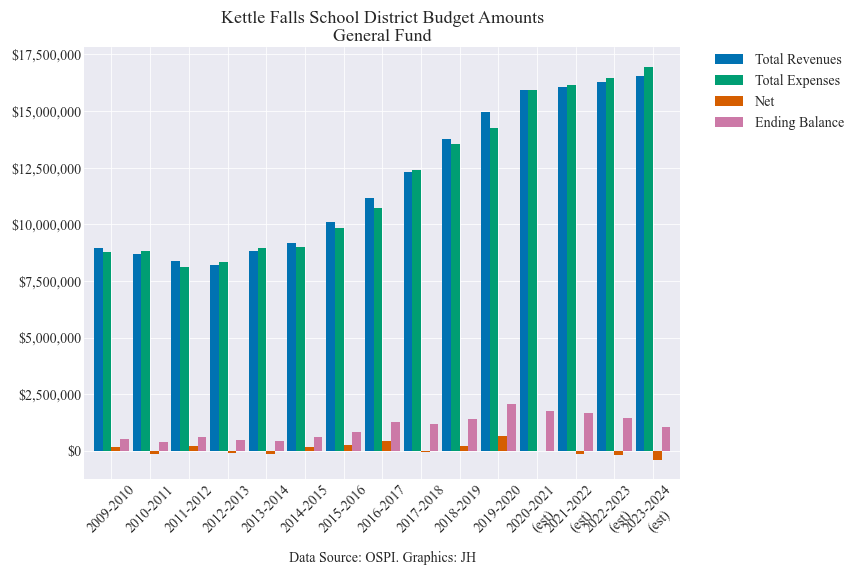 Kettle Falls School District Budget Amounts
General Fund
$17,500,000
$15,000,000
$12,500,000
$10,000,000
$7,500,000
$5,000,000
$2,500,000
$0
Total Revenues
Total Expenses
Net
Ending Balance
2009-2010
2010-2011
2011-2012
2012-2013
2013-2014
2014-2015
2015-2016
2016-2017
2017-2018
2018-2019
2019-2020
2020-2021
(est)
2021-2022
(est)
2022-2023
(est)
2023-2024
(est)
Data Source: OSPI. Graphics: JH